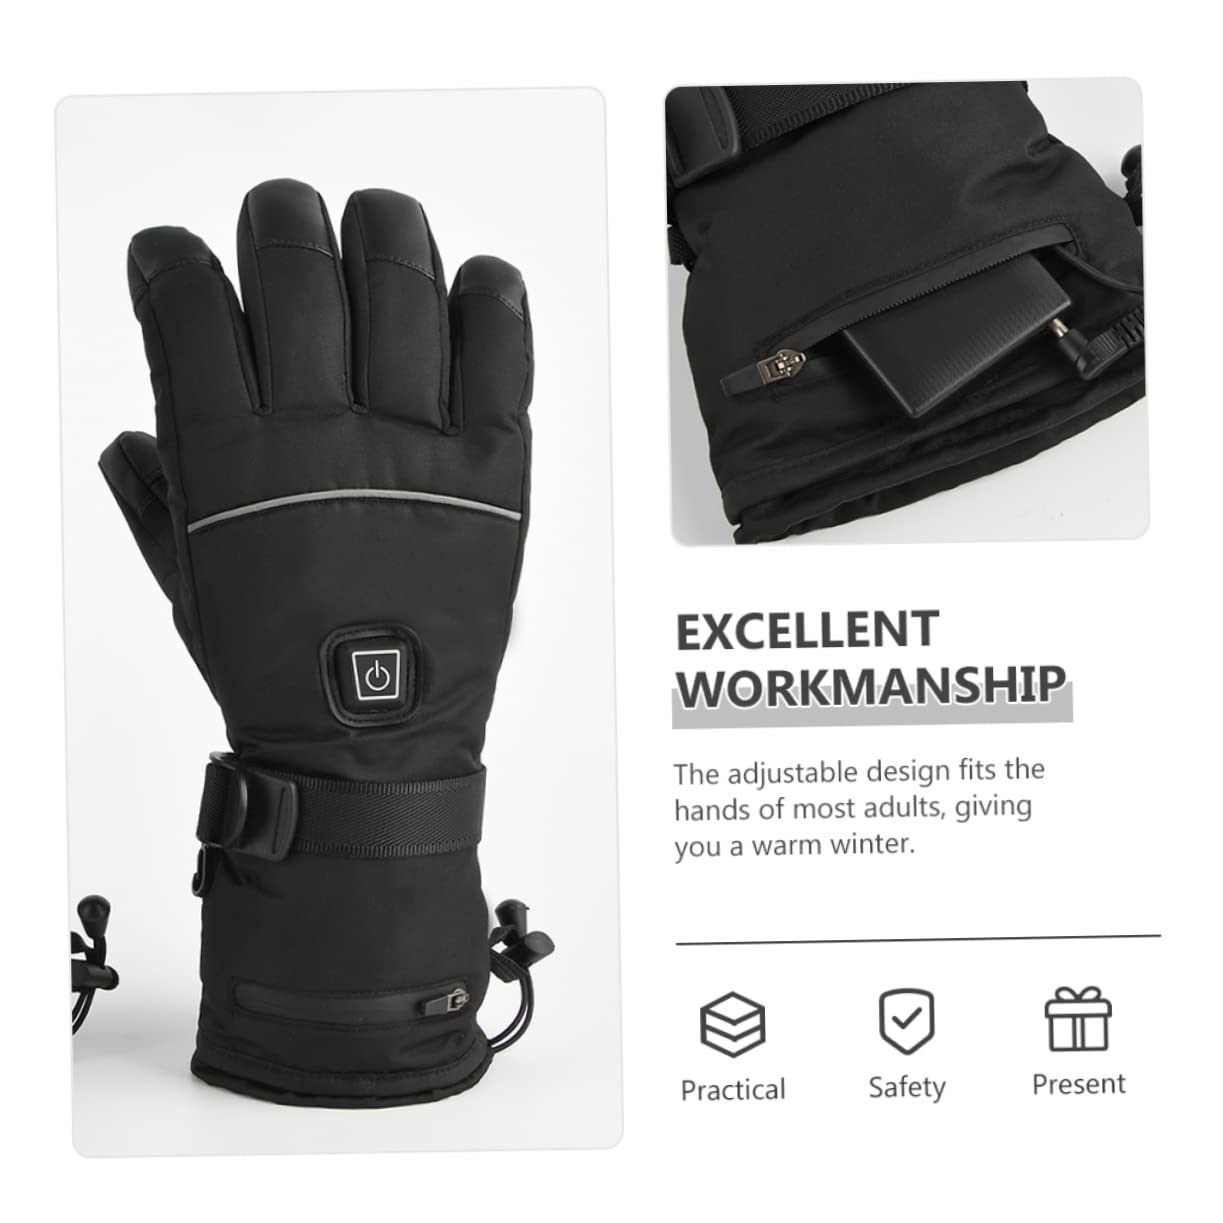 EXCELLENT
WORKMANSHIP
The adjustable design fits the
hands of most adults, giving
you a warm winter.
Practical
Safety
Present